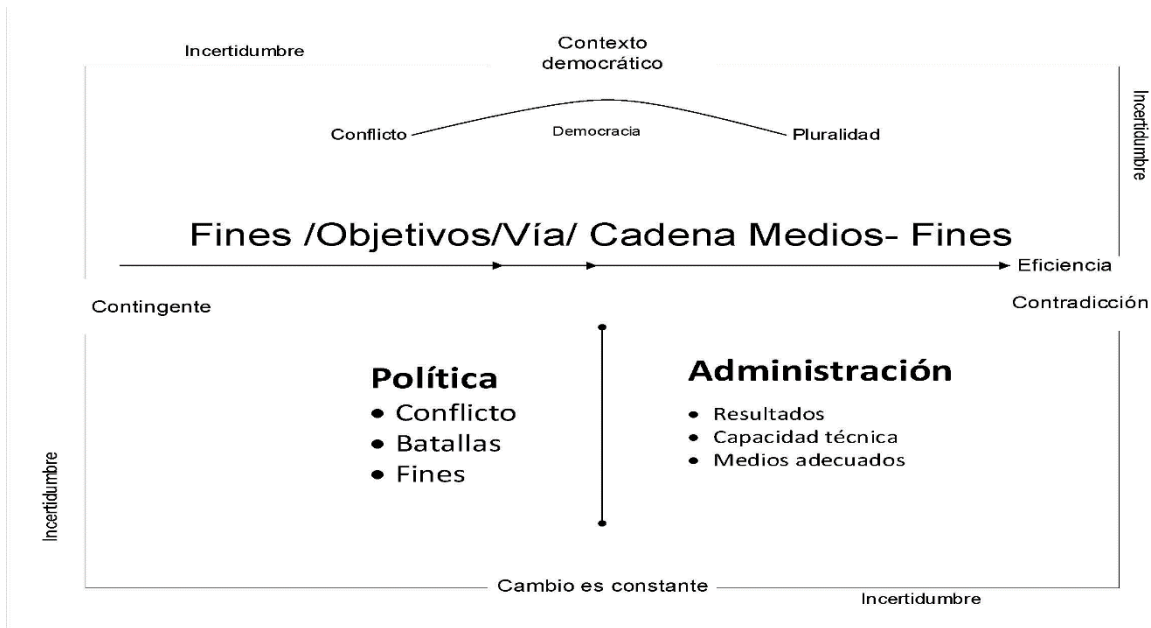 Incertidumbre
Contexto
democrático
Incertidumbre
Conflicto
Democracia
Pluralidad
Fines /Objetivos/Vía/ Cadena Medios- Fines
Eficiencia
Contingente
Contradicción
Política
• Conflicto
• Batallas
• Fines
Administración
• Resultados
• Capacidad técnica
• Medios adecuados
Incertidumbre
Cambio es constante
Incertidumbre